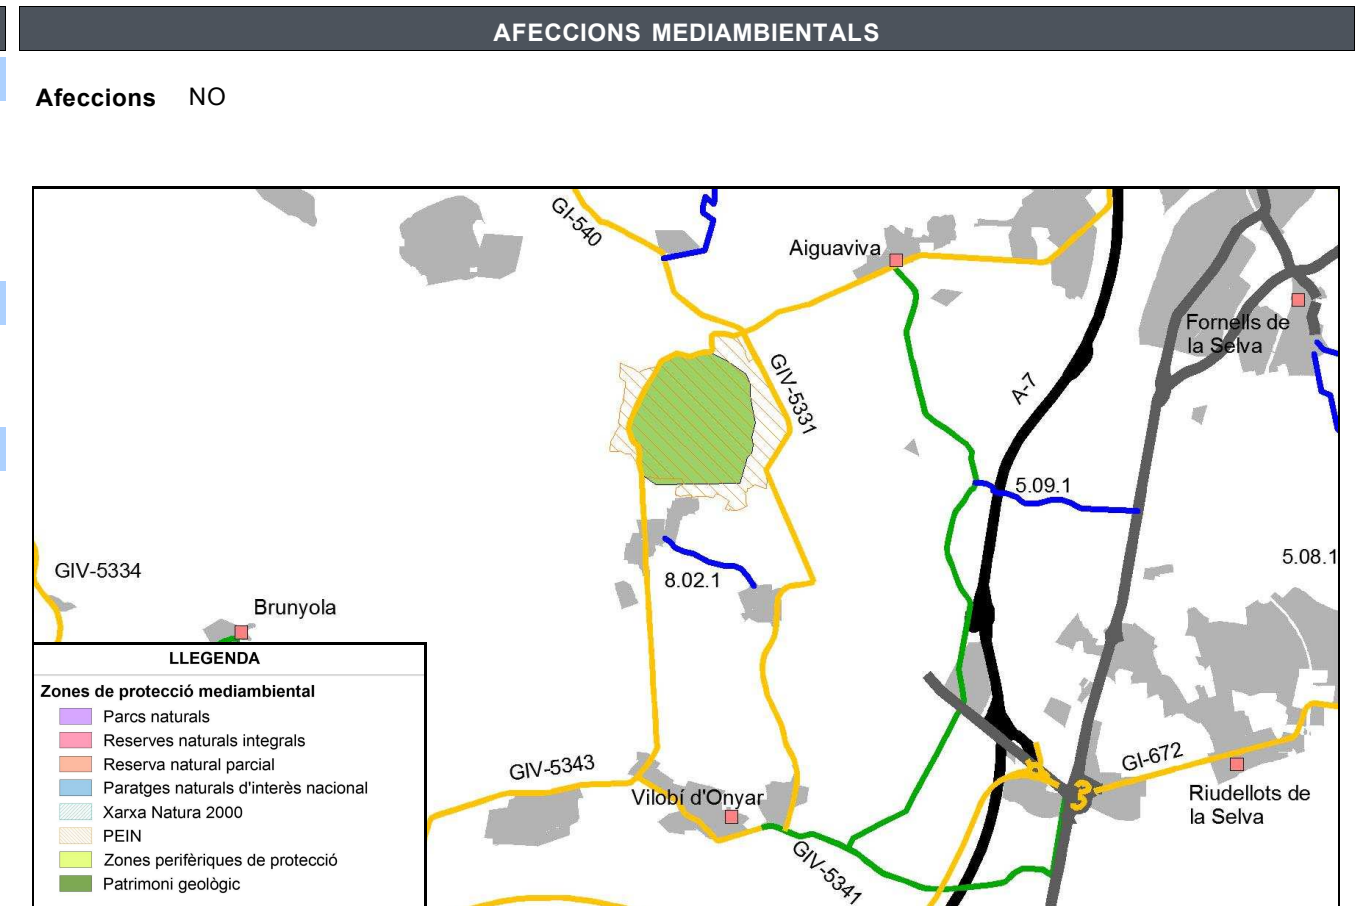 AFECCIONS MEDIAMBIENTALS
Afeccions NO
GI-540
Aiguaviva
Fornells de
la Selva
GIV-5331
A-7
5.09.1
5.08.1
GIV-5334
8.02.1
Brunyola
LLEGENDA
Zones de protecció mediambiental
Parcs naturals
Reserves naturals integrals
Reserva natural parcial
Paratges naturals d'interès nacional
Xarxa Natura 2000
PEIN
Zones perifèriques de protecció
Patrimoni geològic
GIV-5343
Vilobí d'Onyar
GI-672
Riudellots de
la Selva
GIV-5341